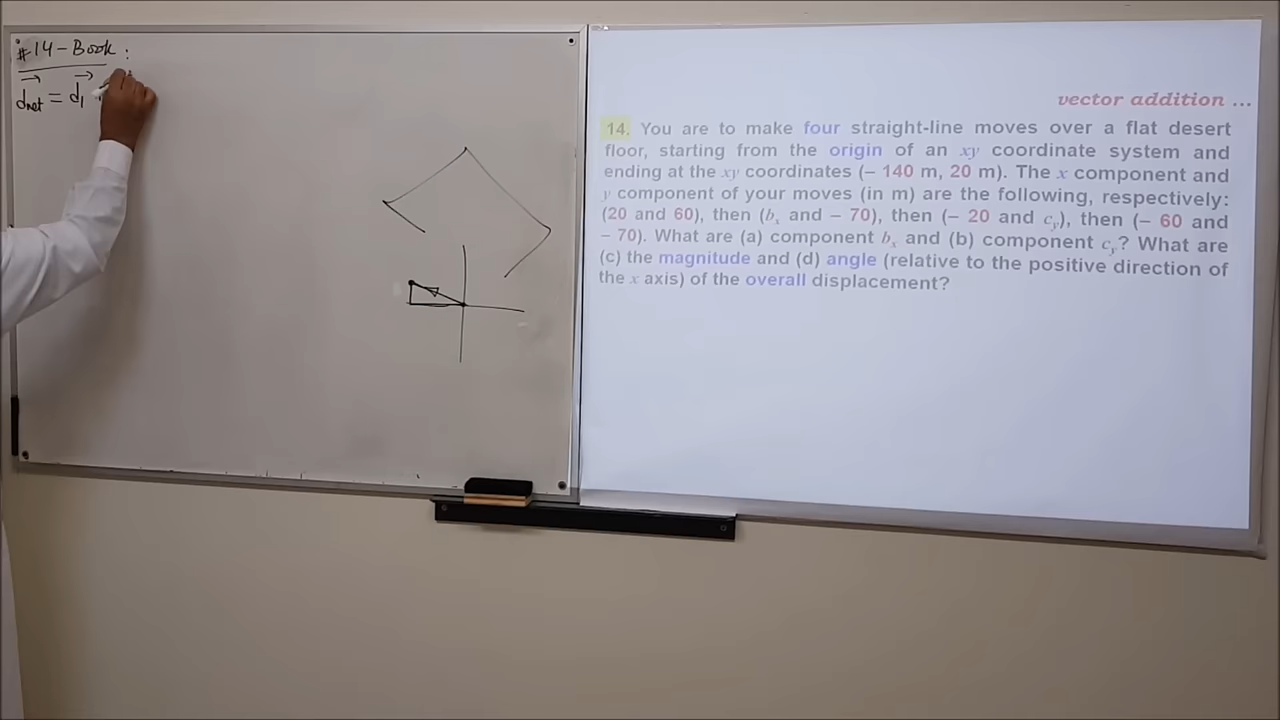 #14-Book :
d_net = d_1 +
vector addition ...
14. You are to make four straight-line moves over a flat desert
floor, starting from the origin of an xy coordinate system and
ending at the xy coordinates (– 140 m, 20 m). The x component and
y component of your moves (in m) are the following, respectively:
(20 and 60), then (bₓ and – 70), then (– 20 and c_y), then (– 60 and
– 70). What are (a) component bₓ and (b) component c_y? What are
(c) the magnitude and (d) angle (relative to the positive direction of
the x axis) of the overall displacement?